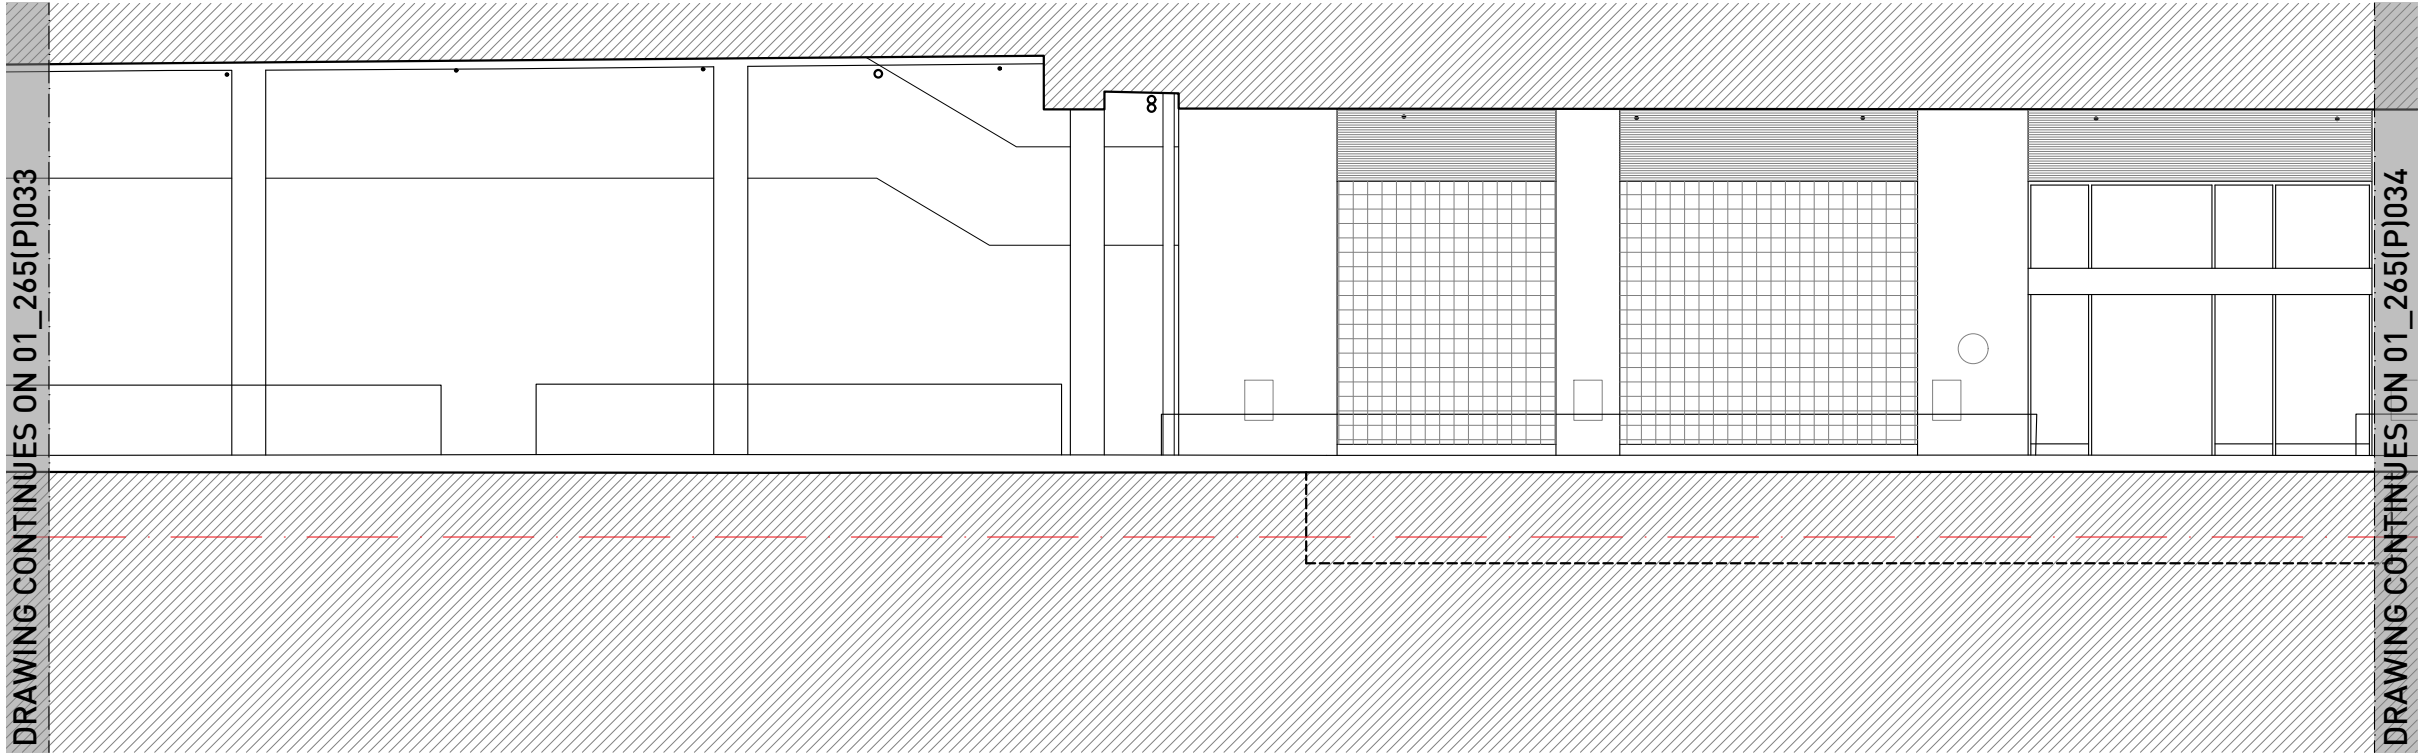 DRAWING CONTINUES ON 01_265(P)033
DRAWING CONTINUES ON 01_265(P)034